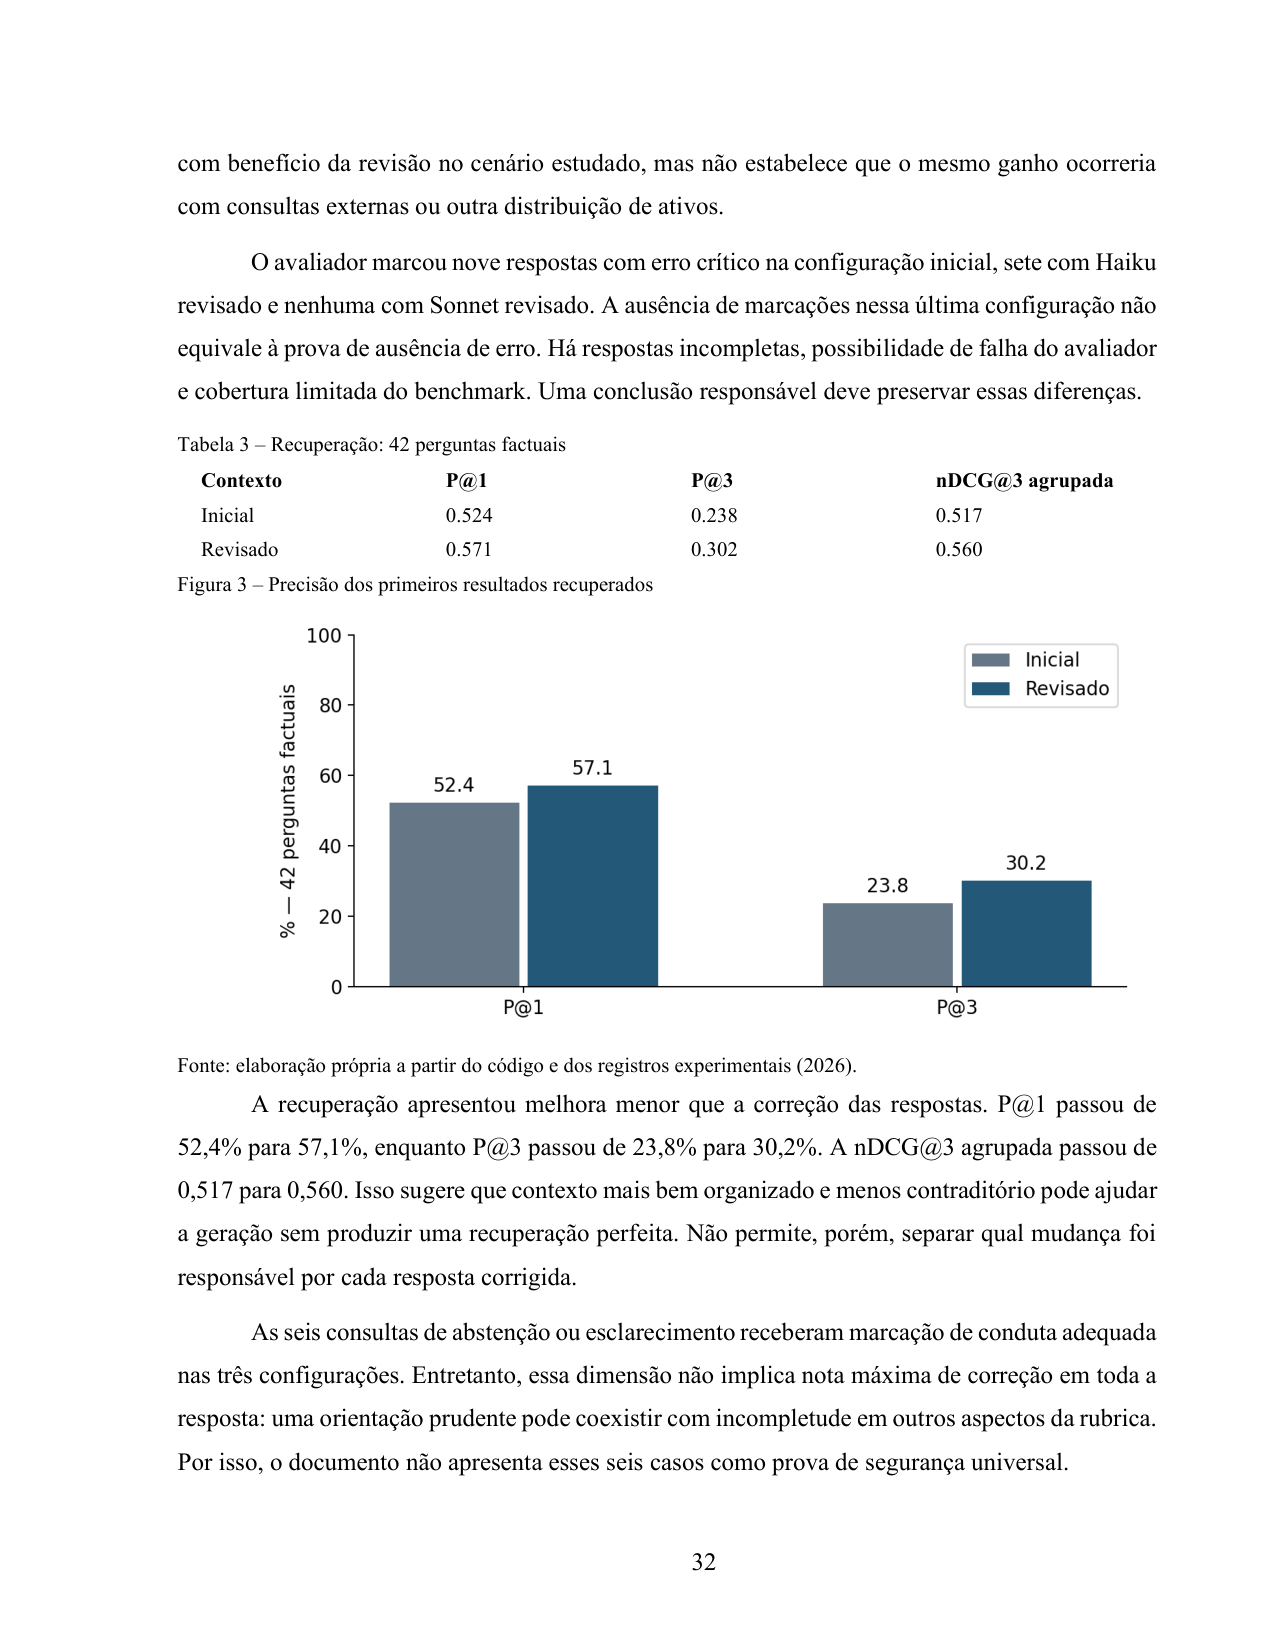 com benefício da revisão no cenário estudado, mas não estabelece que o mesmo ganho ocorreria
com consultas externas ou outra distribuição de ativos.
O avaliador marcou nove respostas com erro crítico na configuração inicial, sete com Haiku
revisado e nenhuma com Sonnet revisado. A ausência de marcações nessa última configuração não
equivale à prova de ausência de erro. Há respostas incompletas, possibilidade de falha do avaliador
e cobertura limitada do benchmark. Uma conclusão responsável deve preservar essas diferenças.
Tabela 3 – Recuperação: 42 perguntas factuais
Contexto P@1 P@3 nDCG@3 agrupada
Inicial 0.524 0.238 0.517
Revisado 0.571 0.302 0.560
Figura 3 – Precisão dos primeiros resultados recuperados
100
80
60
40
20
0
% — 42 perguntas factuais
Inicial
Revisado
52.4
57.1
23.8
30.2
P@1
P@3
Fonte: elaboração própria a partir do código e dos registros experimentais (2026).
A recuperação apresentou melhora menor que a correção das respostas. P@1 passou de
52,4% para 57,1%, enquanto P@3 passou de 23,8% para 30,2%. A nDCG@3 agrupada passou de
0,517 para 0,560. Isso sugere que contexto mais bem organizado e menos contraditório pode ajudar
a geração sem produzir uma recuperação perfeita. Não permite, porém, separar qual mudança foi
responsável por cada resposta corrigida.
As seis consultas de abstenção ou esclarecimento receberam marcação de conduta adequada
nas três configurações. Entretanto, essa dimensão não implica nota máxima de correção em toda a
resposta: uma orientação prudente pode coexistir com incompletude em outros aspectos da rubrica.
Por isso, o documento não apresenta esses seis casos como prova de segurança universal.
32